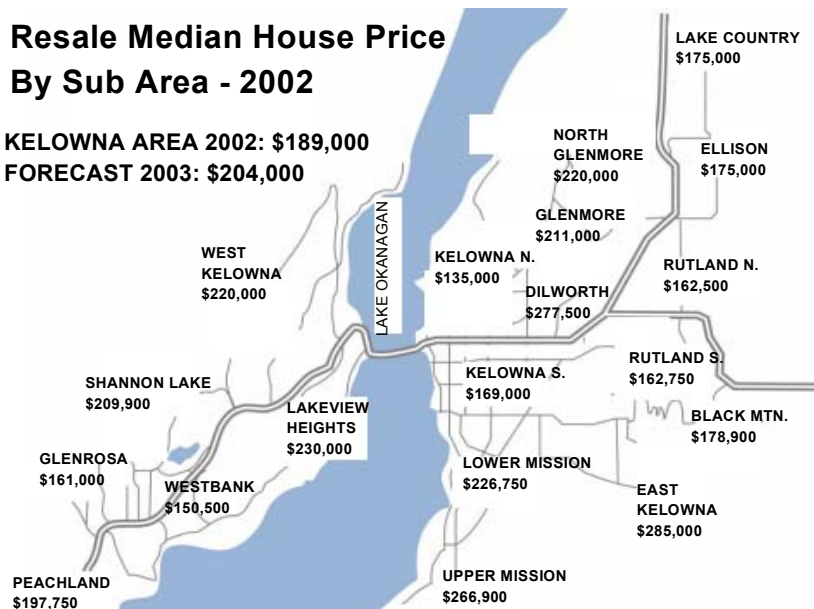 Resale Median House Price
By Sub Area - 2002
KELOWNA AREA 2002: $189,000
FORECAST 2003: $204,000
LAKE COUNTRY
$175,000
NORTH
GLENMORE
$220,000
ELLISON
$175,000
GLENMORE
$211,000
WEST
KELOWNA
$220,000
LAKE OKANAGAN
KELOWNA N.
$135,000
RUTLAND N.
$162,500
DILWORTH
$277,500
SHANNON LAKE
$209,900
LAKEVIEW
HEIGHTS
$230,000
KELOWNA S.
$169,000
RUTLAND S.
$162,750
BLACK MTN.
$178,900
GLENROSA
$161,000
WESTBANK
$150,500
LOWER MISSION
$226,750
EAST
KELOWNA
$285,000
PEACHLAND
$197,750
UPPER MISSION
$266,900